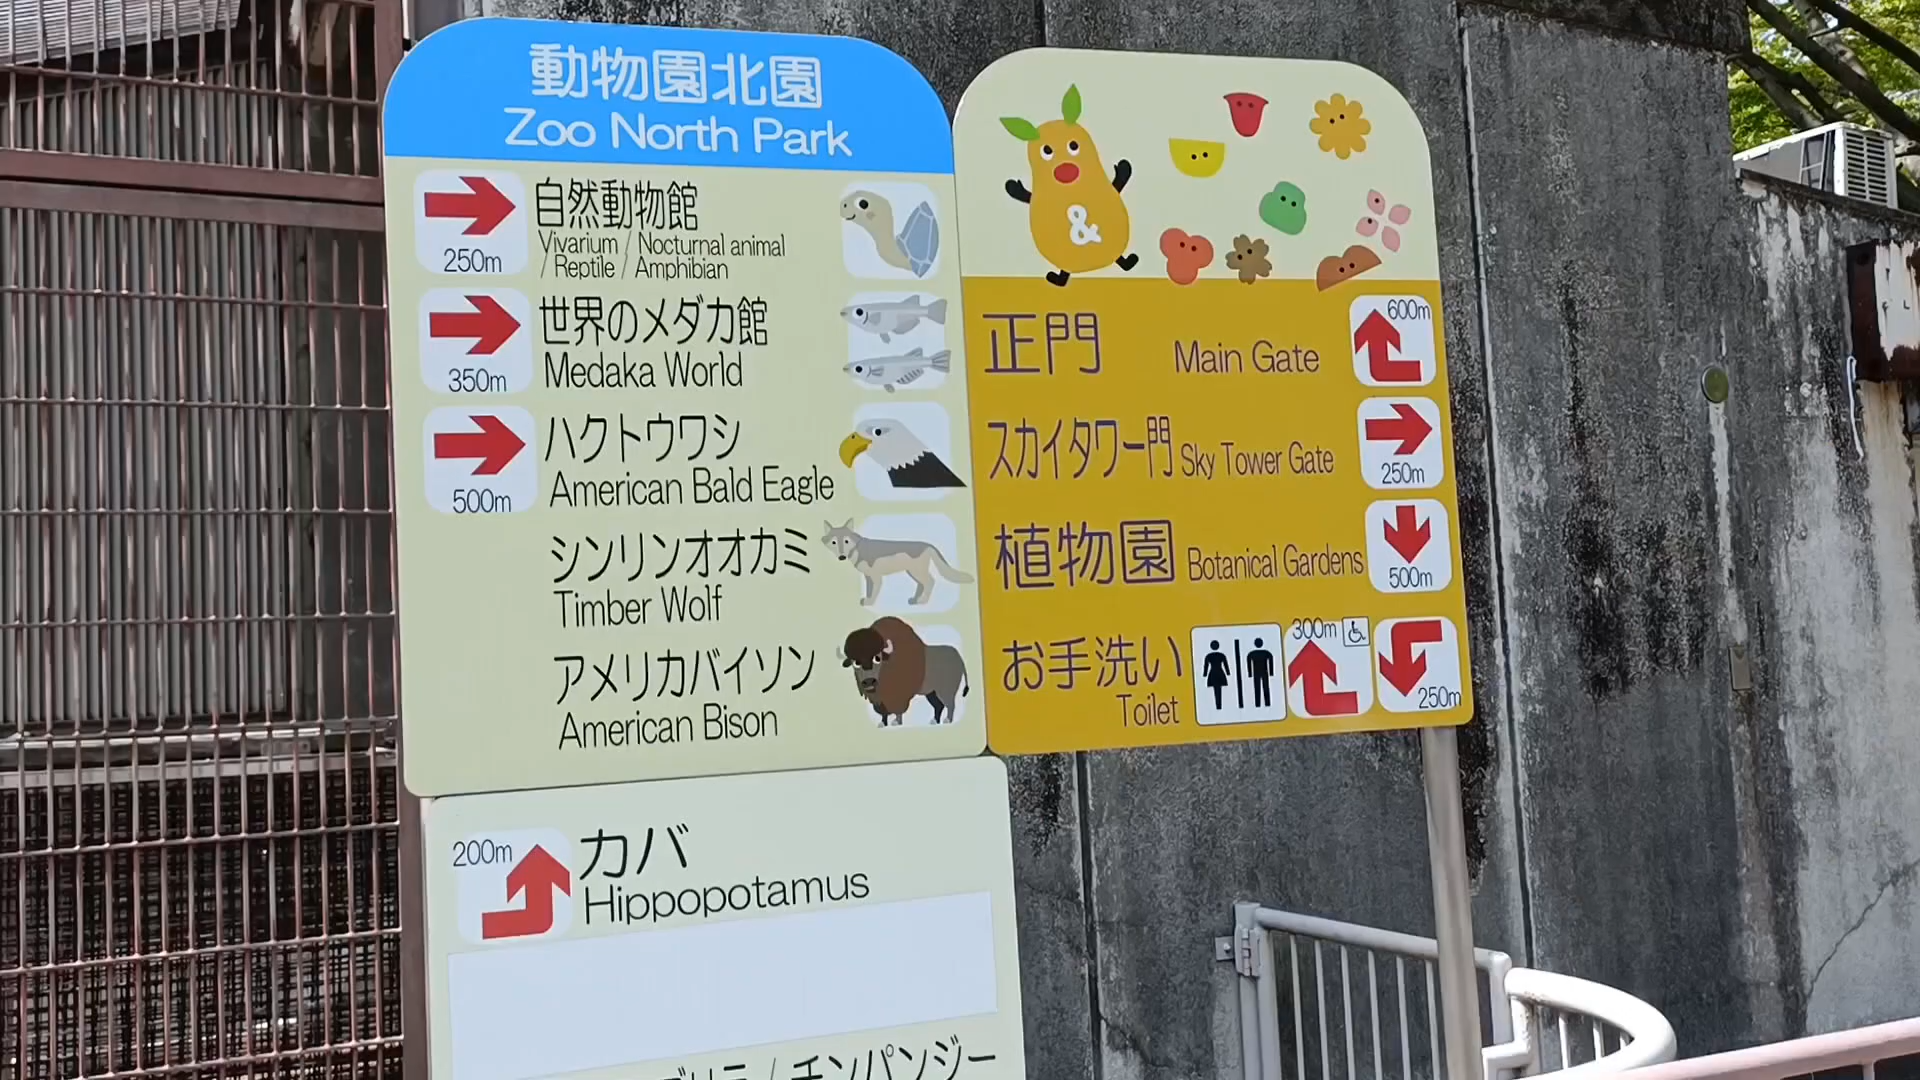 動物園北園
Zoo North Park
自然動物館
Vivarium / Nocturnal animal
/ Reptile / Amphibian
250m
世界のメダカ館
Medaka World
350m
ハクトウワシ
American Bald Eagle
500m
シンリンオオカミ
Timber Wolf
アメリカバイソン
American Bison
200m
カバ
Hippopotamus
/ チンパンジー
&
正門 Main Gate 600m
スカイタワー門 Sky Tower Gate 250m
植物園 Botanical Gardens 500m
お手洗い
Toilet
300m
250m